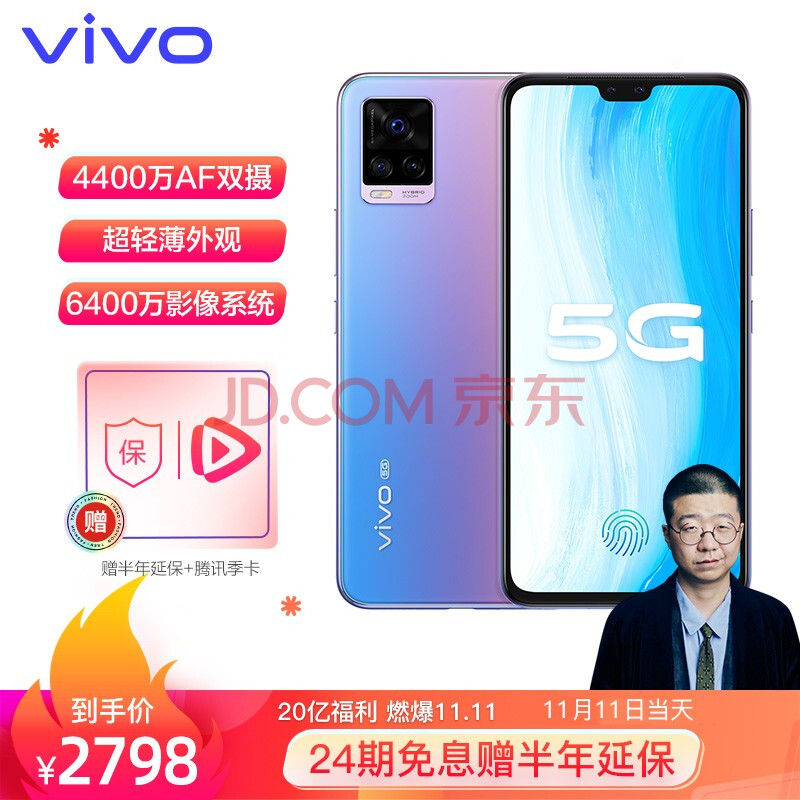 vivo
4400万AF双摄
超轻薄外观
6400万影像系统
HYBRID
ZOOM
5G
JD.COM 京东
保
vivo 5G
赠
赠半年延保+腾讯季卡
到手价
¥2798
20亿福利 燃爆11.11
11月11日当天
24期免息赠半年延保